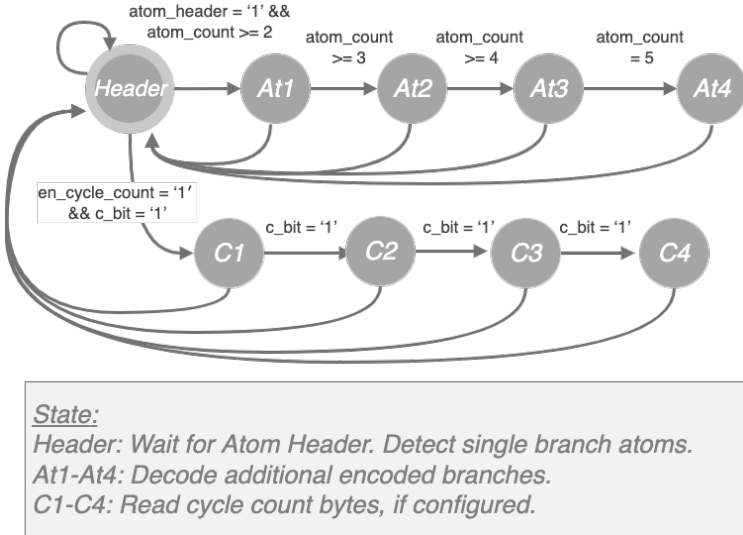 atom_header = ‘1’ &&
atom_count >= 2
atom_count
>= 3
atom_count
>= 4
atom_count
= 5
Header
At1
At2
At3
At4
en_cycle_count = ‘1’
&& c_bit = ‘1’
c_bit = ‘1’
c_bit = ‘1’
c_bit = ‘1’
C1
C2
C3
C4
State:
Header: Wait for Atom Header. Detect single branch atoms.
At1-At4: Decode additional encoded branches.
C1-C4: Read cycle count bytes, if configured.